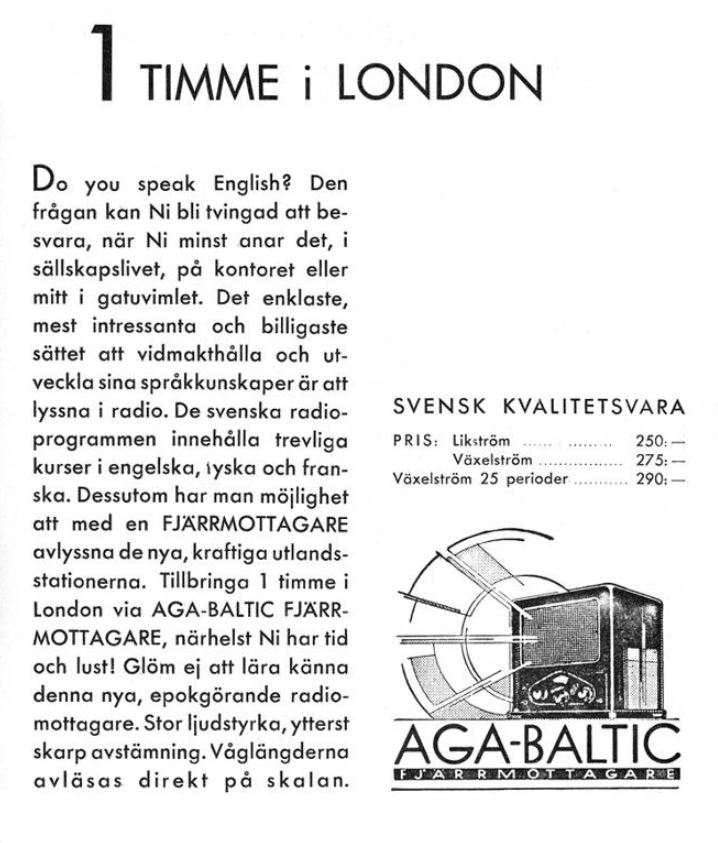 1 TIMME i LONDON
Do you speak English? Den
frågan kan Ni bli tvingad att be-
svara, när Ni minst anar det, i
sällskapslivet, på kontoret eller
mitt i gatuvimlet. Det enklaste,
mest intressanta och billigaste
sättet att vidmakthålla och ut-
veckla sina språkkunskaper är att
lyssna i radio. De svenska radio-
programmen innehålla trevliga
kurser i engelska, tyska och fran-
ska. Dessutom har man möjlighet
att med en FJÄRRMOTTAGARE
avlyssna de nya, kraftiga utlands-
stationerna. Tillbringa 1 timme i
London via AGA-BALTIC FJÄRR-
MOTTAGARE, närhelst Ni har tid
och lust! Glöm ej att lära känna
denna nya, epokgörande radio-
mottagare. Stor ljudstyrka, ytterst
skarp avstämning. Våglängderna
avläsas direkt på skalan.
SVENSK KVALITETSVARA
PRIS: Likström ...... ......... 250:—
Växelström ................. 275:—
Växelström 25 perioder ........... 290:—
AGA-BALTIC
FJÄRRMOTTAGARE